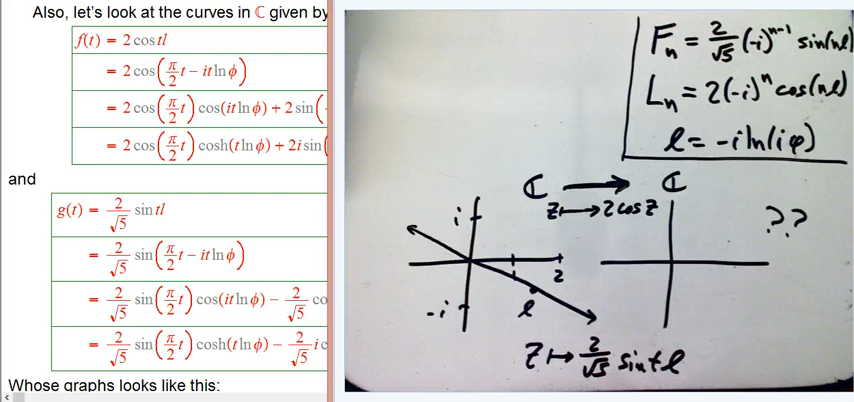 Also, let's look at the curves in ℂ given by
f(t) = 2 cos tl
= 2 cos(π/2 t − it ln ϕ)
= 2 cos(π/2 t) cos(it ln ϕ) + 2 sin(
= 2 cos(π/2 t) cosh(t ln ϕ) + 2i sin(
and
g(t) = 2/√5 sin tl
= 2/√5 sin(π/2 t − it ln ϕ)
= 2/√5 sin(π/2 t) cos(it ln ϕ) − 2/√5 co
= 2/√5 sin(π/2 t) cosh(t ln ϕ) − 2/√5 i c
Whose graphs looks like this:
Fₙ = 2/√5 (-i)ⁿ⁻¹ sin(nl)
Lₙ = 2(-i)ⁿ cos(nl)
l = -i ln(iφ)
ℂ → ℂ
z ↦ 2cos z
??
i
2
-i
l
z ↦ 2/√5 sin tl